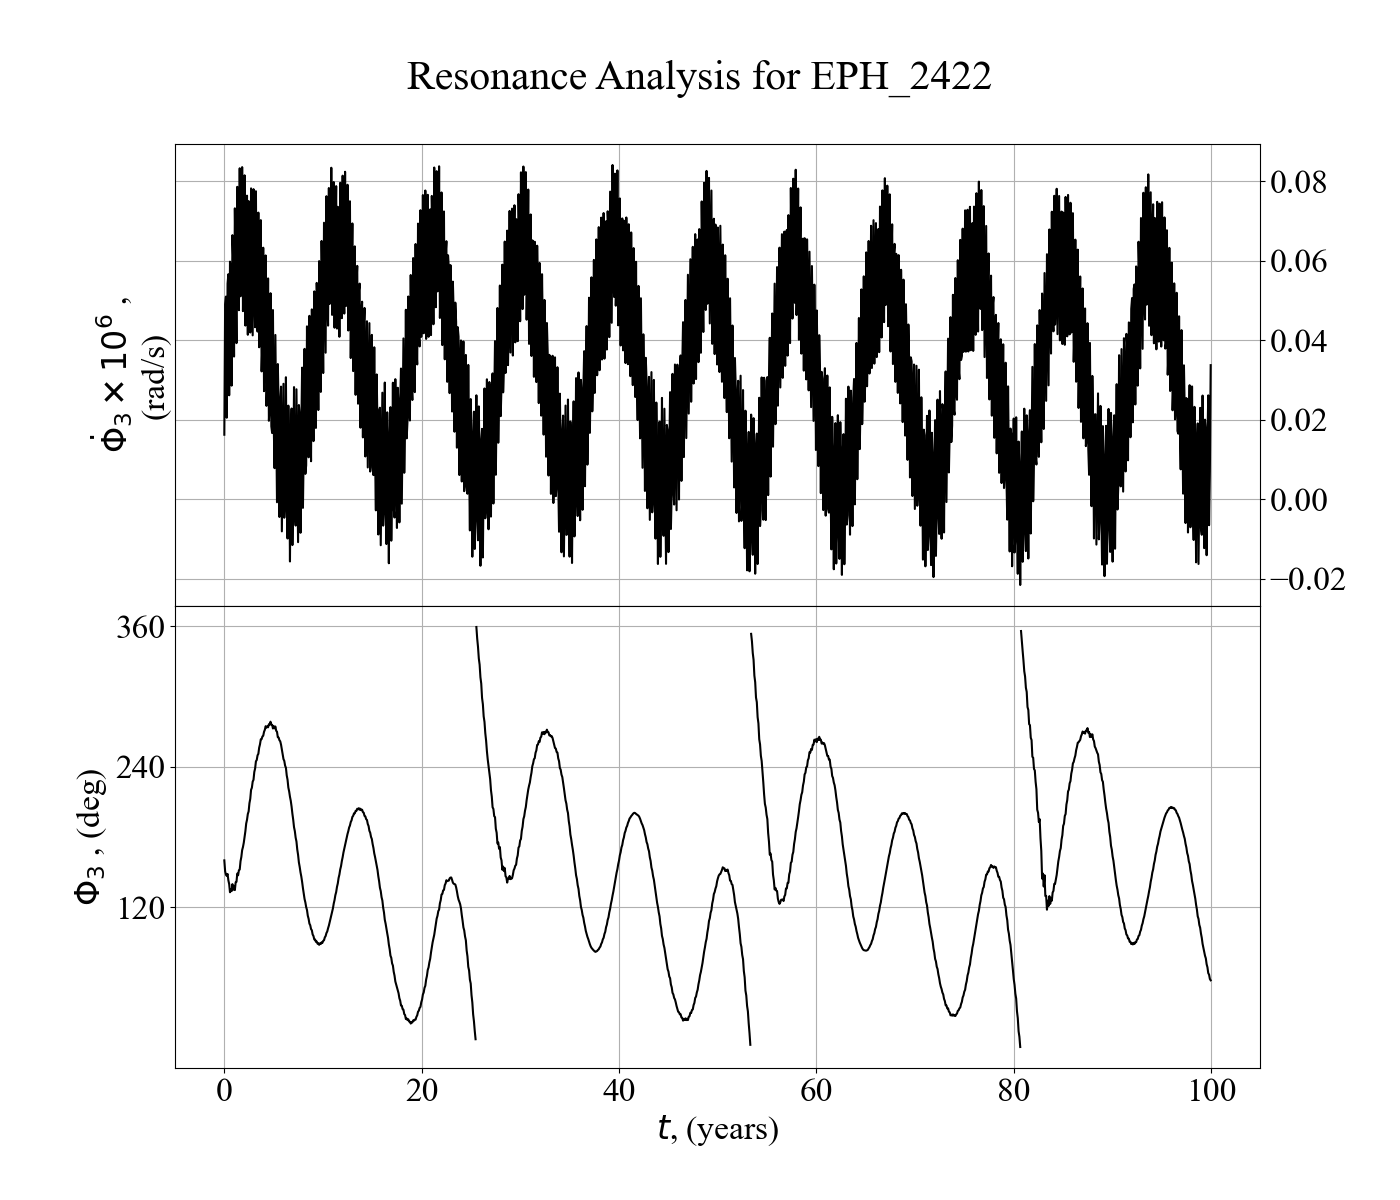 Resonance Analysis for EPH_2422
Φ̇₃ × 10⁶ ,
(rad/s)
0.08
0.06
0.04
0.02
0.00
−0.02
Φ₃ , (deg)
360
240
120
0 20 40 60 80 100
t, (years)